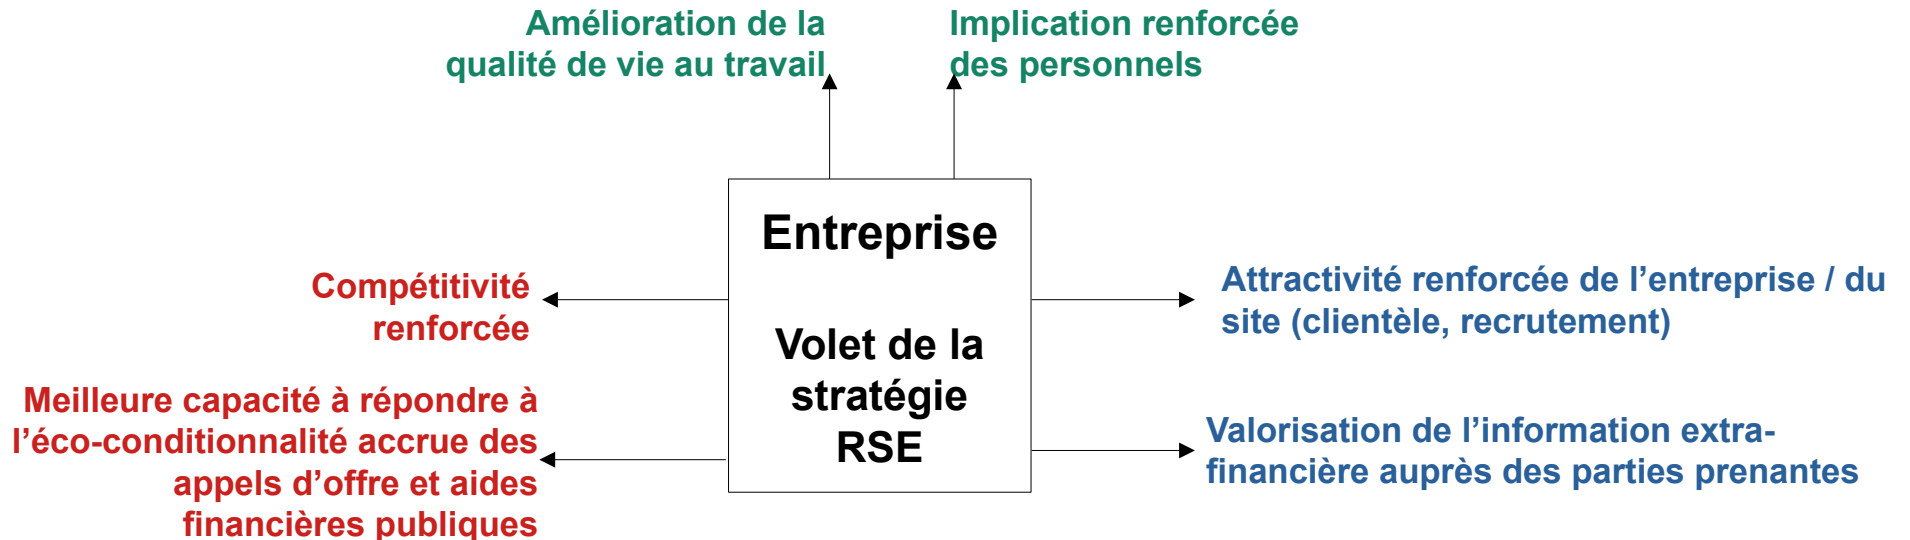 Amélioration de la
qualité de vie au travail
Implication renforcée
des personnels
Entreprise
Volet de la
stratégie
RSE
Compétitivité
renforcée
Meilleure capacité à répondre à
l’éco-conditionnalité accrue des
appels d’offre et aides
financières publiques
Attractivité renforcée de l’entreprise / du
site (clientèle, recrutement)
Valorisation de l’information extra-
financière auprès des parties prenantes